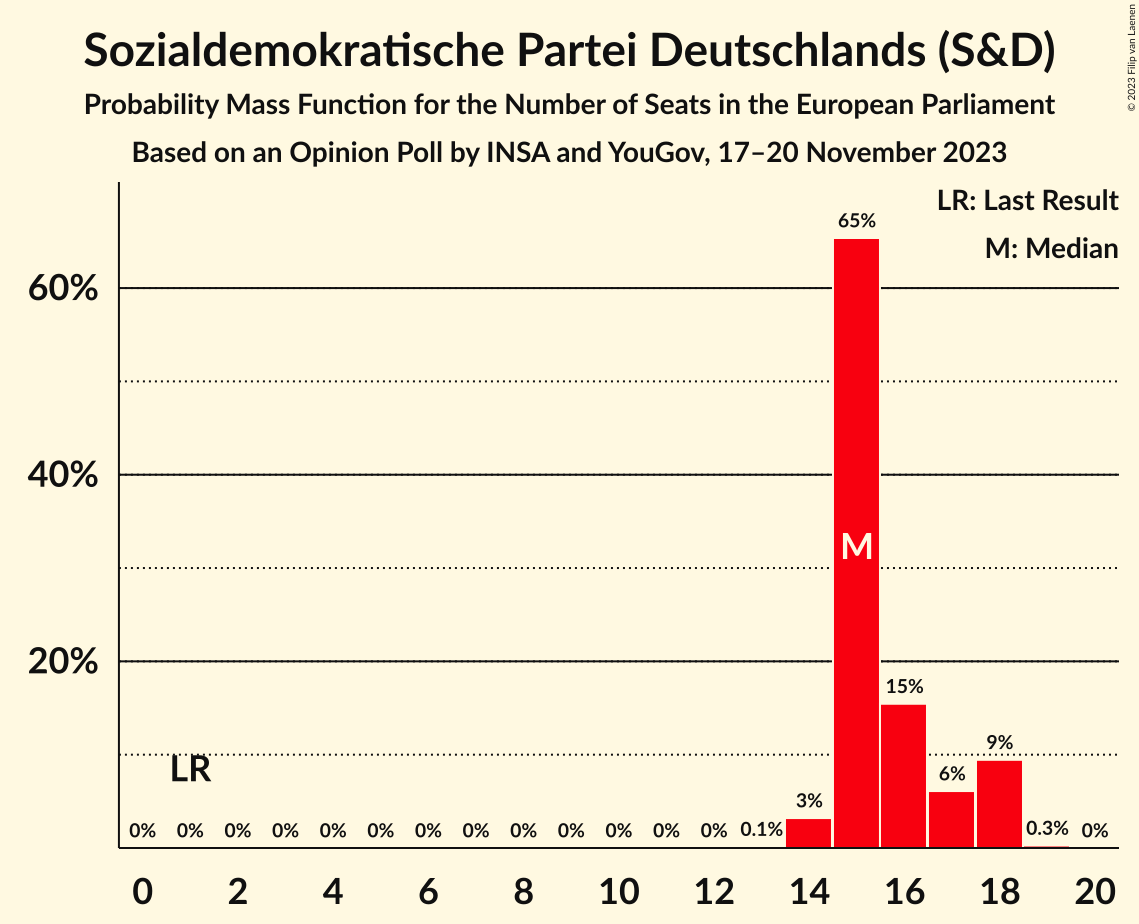 Sozialdemokratische Partei Deutschlands (S&D)
Probability Mass Function for the Number of Seats in the European Parliament
Based on an Opinion Poll by INSA and YouGov, 17–20 November 2023
© 2023 Filip van Laenen
LR: Last Result
M: Median
65%
60%
40%
M
20%
15%
9%
LR
6%
3%
0% 0% 0% 0% 0% 0% 0% 0% 0% 0% 0% 0% 0% 0.1% 0.3% 0%
0 2 4 6 8 10 12 14 16 18 20